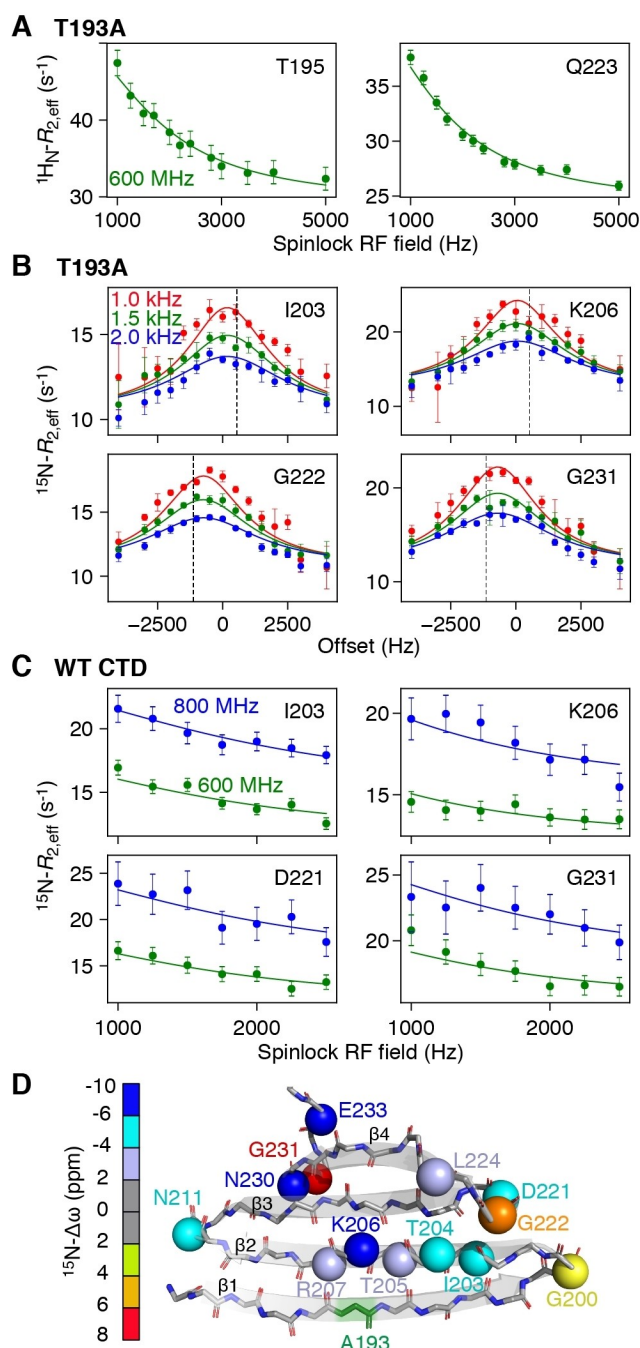 A T193A
T195
600 MHz
40
30
1000
3000
5000
Q223
35
30
25
1000
3000
5000
¹H_N-R_2,eff (s⁻¹)
Spinlock RF field (Hz)
B T193A
1.0 kHz
1.5 kHz
2.0 kHz
I203
15
10
K206
20
10
G222
15
10
G231
20
10
−2500
0
2500
−2500
0
2500
¹⁵N-R_2,eff (s⁻¹)
Offset (Hz)
C WT CTD
800 MHz
I203
600 MHz
20
15
K206
20
15
D221
25
20
15
G231
25
20
1000
2000
1000
2000
¹⁵N-R_2,eff (s⁻¹)
Spinlock RF field (Hz)
D
-10
-6
-4
2
0
2
4
6
8
¹⁵N-Δω (ppm)
E233
β4
G231
L224
N230
D221
N211
β3
G222
K206
T204
β2
R207
T205
I203
G200
β1
A193